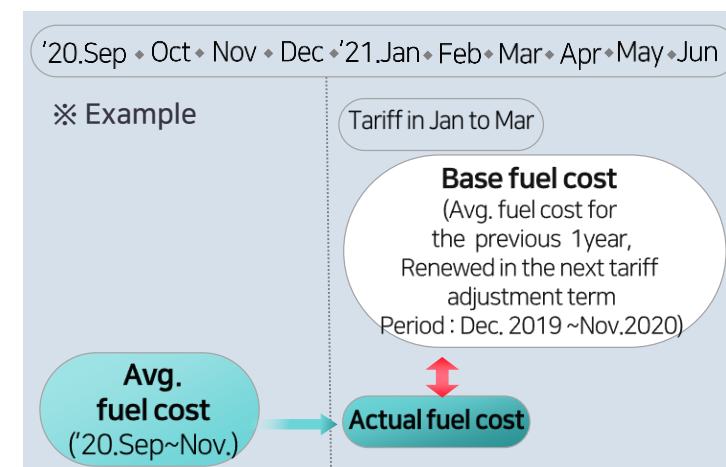 '20.Sep • Oct • Nov • Dec • '21.Jan • Feb • Mar • Apr • May • Jun
※ Example
Tariff in Jan to Mar
Base fuel cost
(Avg. fuel cost for
the previous 1year,
Renewed in the next tariff
adjustment term
Period : Dec. 2019 ~Nov.2020)
Avg.
fuel cost
('20.Sep~Nov.)
Actual fuel cost